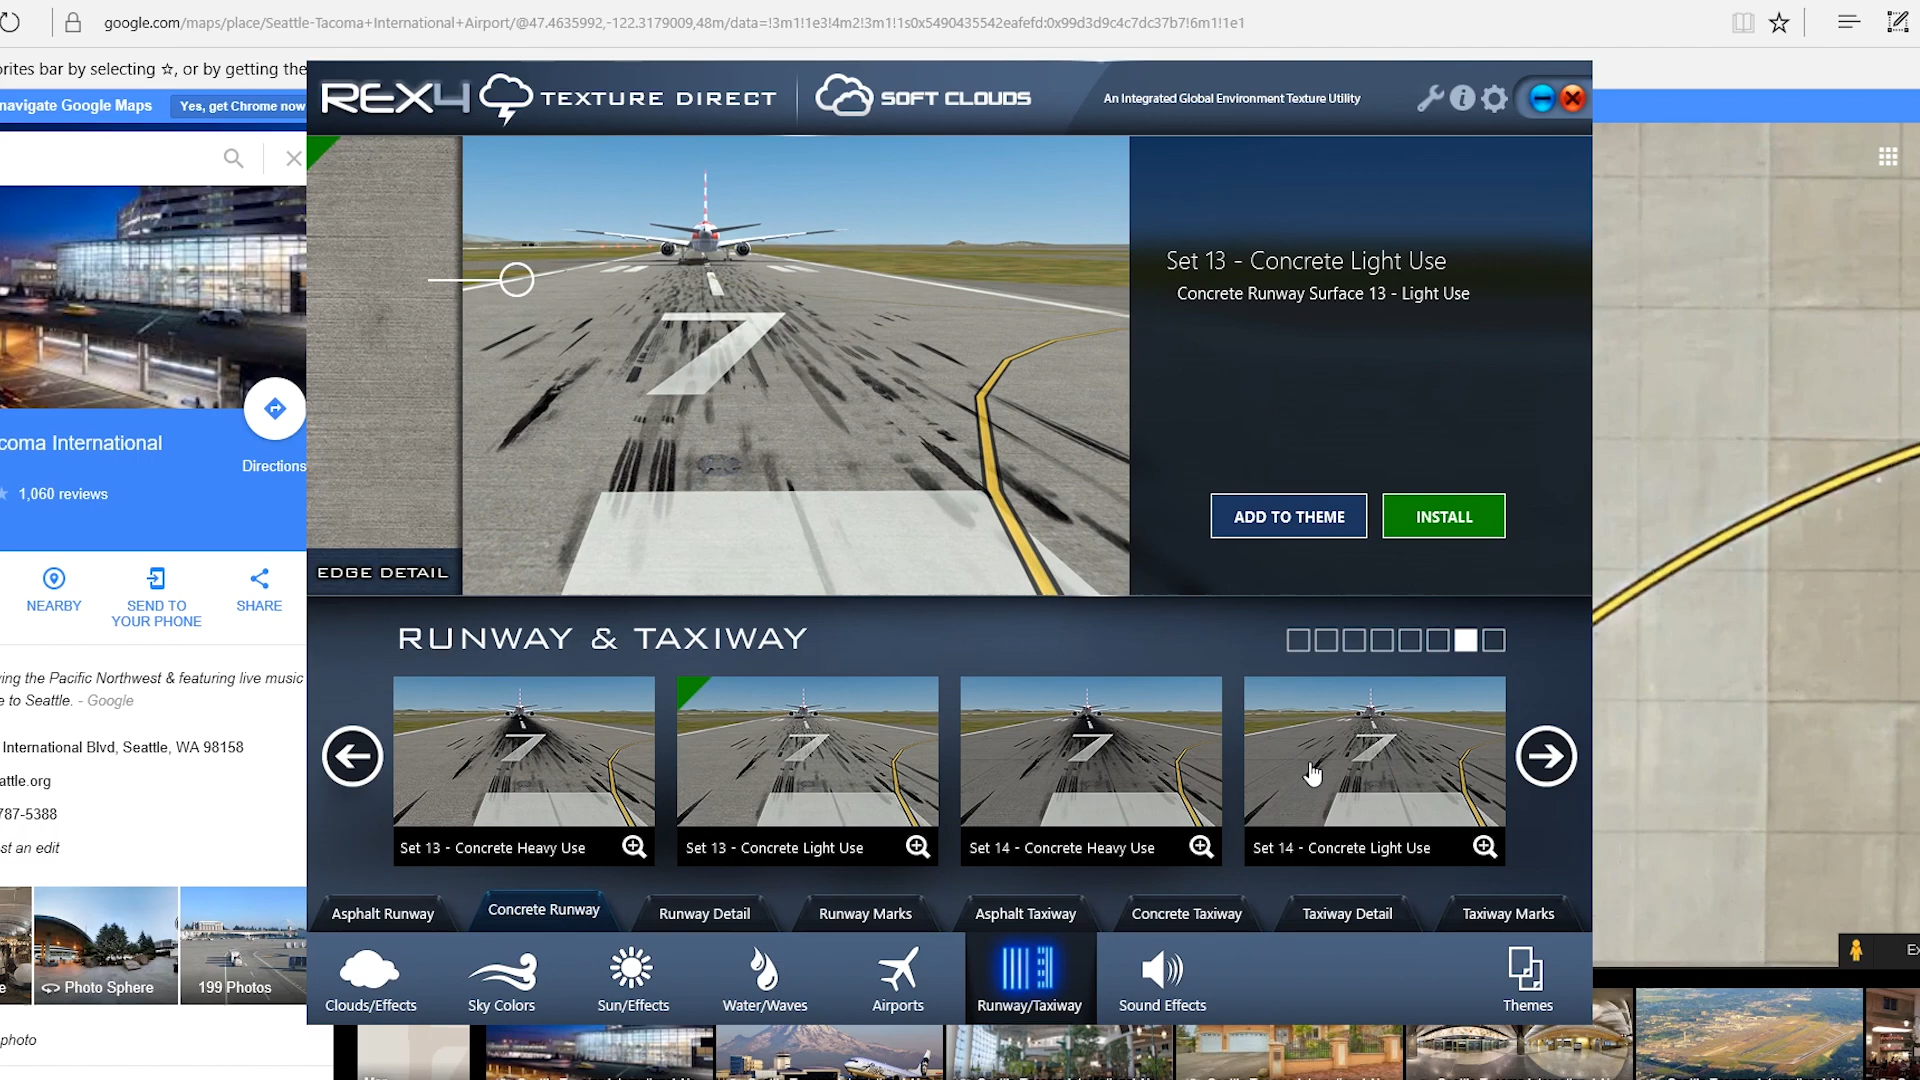 google.com/maps/place/Seattle-Tacoma+International+Airport/@47.4635992,-122.3179009,48m/data=!3m1!1e3!4m2!3m1!1s0x5490435542eafefd:0x99d3d9c4c7dc37b7!6m1!1e1
orites bar by selecting ☆, or by getting the
navigate Google Maps
Yes, get Chrome now
REX4 TEXTURE DIRECT
SOFT CLOUDS
An Integrated Global Environment Texture Utility
Set 13 - Concrete Light Use
Concrete Runway Surface 13 - Light Use
ADD TO THEME
INSTALL
EDGE DETAIL
coma International
Directions
1,060 reviews
NEARBY
SEND TO YOUR PHONE
SHARE
ving the Pacific Northwest & featuring live music
e to Seattle. - Google
International Blvd, Seattle, WA 98158
attle.org
787-5388
st an edit
e
Photo Sphere
199 Photos
photo
RUNWAY & TAXIWAY
7
Set 13 - Concrete Heavy Use
Set 13 - Concrete Light Use
Set 14 - Concrete Heavy Use
Set 14 - Concrete Light Use
Asphalt Runway
Concrete Runway
Runway Detail
Runway Marks
Asphalt Taxiway
Concrete Taxiway
Taxiway Detail
Taxiway Marks
Clouds/Effects
Sky Colors
Sun/Effects
Water/Waves
Airports
Runway/Taxiway
Sound Effects
Themes
Ex